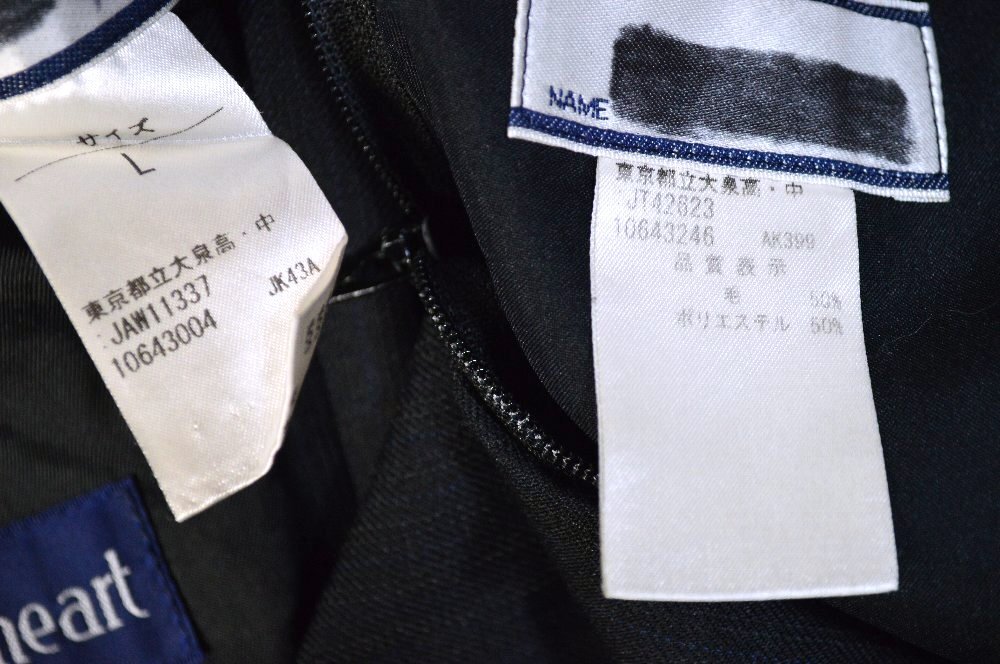 サイズ
L
東京都立大泉高・中
JAW11337 JK43A
10643004
NAME
東京都立大泉高・中
JT42623
10643246 AK399
品質表示
毛 50%
ポリエステル 50%
heart